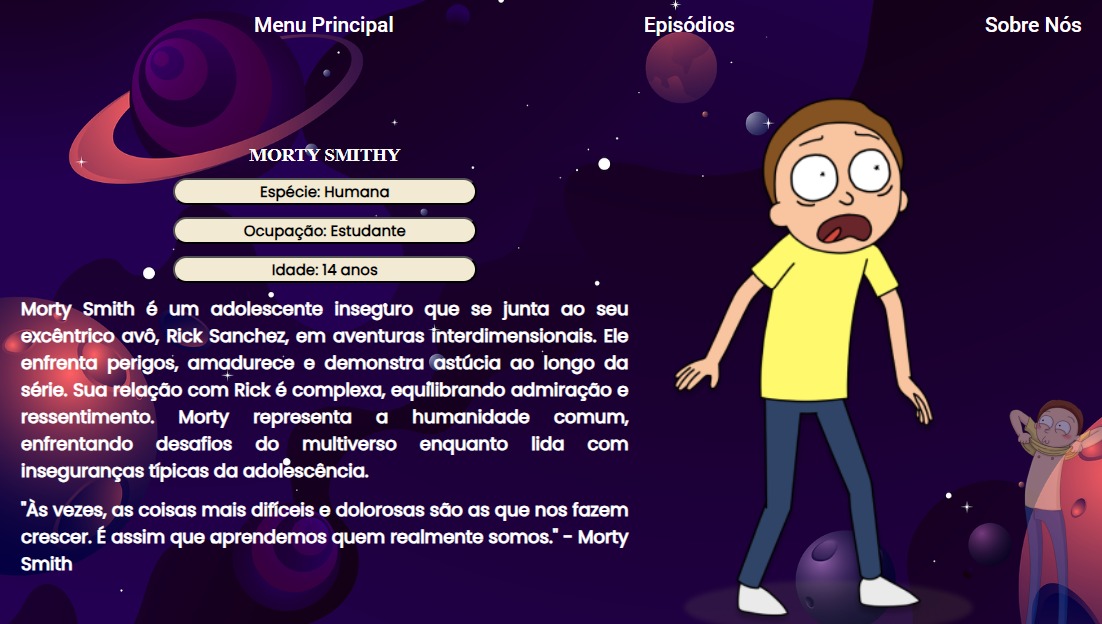 Menu Principal
Episódios
Sobre Nós
MORTY SMITHY
Espécie: Humana
Ocupação: Estudante
Idade: 14 anos
Morty Smith é um adolescente inseguro que se junta ao seu
excêntrico avô, Rick Sanchez, em aventuras interdimensionais. Ele
enfrenta perigos, amadurece e demonstra astúcia ao longo da
série. Sua relação com Rick é complexa, equilibrando admiração e
ressentimento. Morty representa a humanidade comum,
enfrentando desafios do multiverso enquanto lida com
inseguranças típicas da adolescência.
"Às vezes, as coisas mais difíceis e dolorosas são as que nos fazem
crescer. É assim que aprendemos quem realmente somos." - Morty
Smith